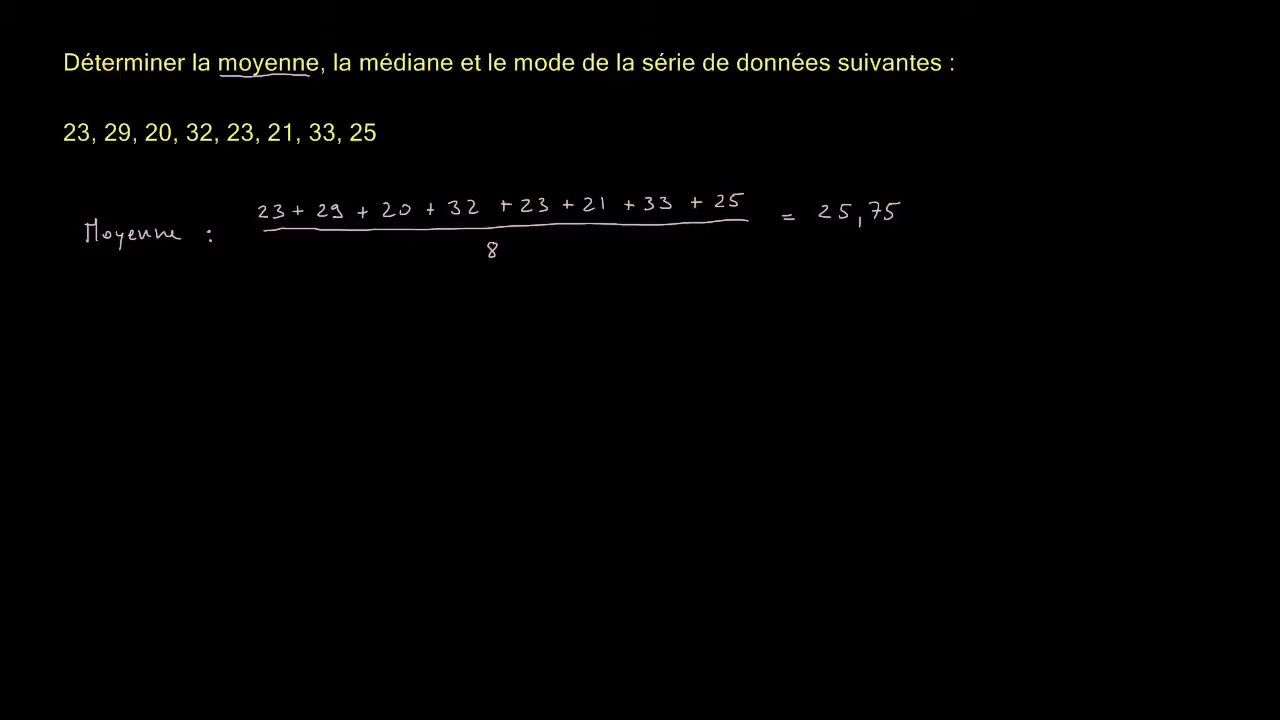 Déterminer la moyenne, la médiane et le mode de la série de données suivantes :
23, 29, 20, 32, 23, 21, 33, 25
Moyenne : 23 + 29 + 20 + 32 + 23 + 21 + 33 + 25 = 25,75
8